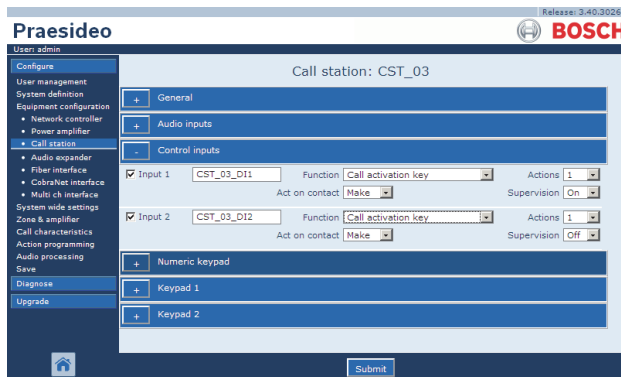 Release: 3.40.3026
Praesideo
BOSCH
User: admin
Configure
User management
System definition
Equipment configuration
• Network controller
• Power amplifier
• Call station
• Audio expander
• Fiber interface
• CobraNet interface
• Multi ch interface
System wide settings
Zone & amplifier
Call characteristics
Action programming
Audio processing
Save
Diagnose
Upgrade
Call station: CST_03
+ General
+ Audio inputs
- Control inputs
Input 1 CST_03_DI1 Function Call activation key Actions 1
Act on contact Make Supervision On
Input 2 CST_03_DI2 Function Call activation key Actions 1
Act on contact Make Supervision Off
+ Numeric keypad
+ Keypad 1
+ Keypad 2
Submit